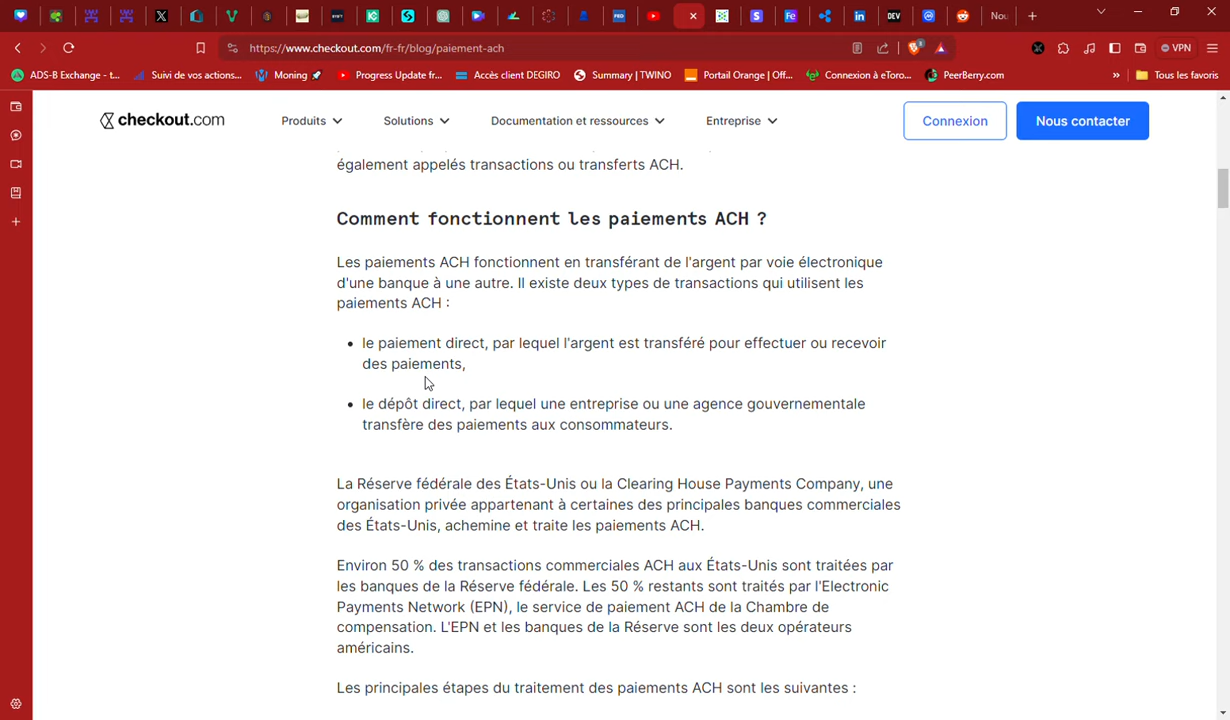 https://www.checkout.com/fr-fr/blog/paiement-ach
VPN
ADS-B Exchange - t...
Suivi de vos actions...
Moning
Progress Update fr...
Accès client DEGIRO
Summary | TWINO
Portail Orange | Off...
Connexion à eToro...
PeerBerry.com
»
Tous les favoris
checkout.com
Produits
Solutions
Documentation et ressources
Entreprise
Connexion
Nous contacter
également appelés transactions ou transferts ACH.
Comment fonctionnent les paiements ACH ?
Les paiements ACH fonctionnent en transférant de l'argent par voie électronique
d'une banque à une autre. Il existe deux types de transactions qui utilisent les
paiements ACH :
• le paiement direct, par lequel l'argent est transféré pour effectuer ou recevoir
des paiements,
• le dépôt direct, par lequel une entreprise ou une agence gouvernementale
transfère des paiements aux consommateurs.
La Réserve fédérale des États-Unis ou la Clearing House Payments Company, une
organisation privée appartenant à certaines des principales banques commerciales
des États-Unis, achemine et traite les paiements ACH.
Environ 50 % des transactions commerciales ACH aux États-Unis sont traitées par
les banques de la Réserve fédérale. Les 50 % restants sont traités par l'Electronic
Payments Network (EPN), le service de paiement ACH de la Chambre de
compensation. L'EPN et les banques de la Réserve sont les deux opérateurs
américains.
Les principales étapes du traitement des paiements ACH sont les suivantes :